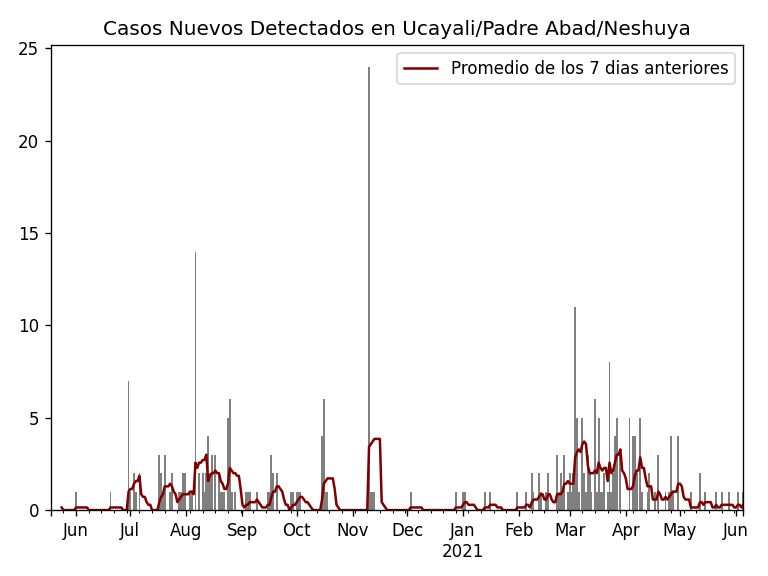 Casos Nuevos Detectados en Ucayali/Padre Abad/Neshuya
Promedio de los 7 dias anteriores
25
20
15
10
5
0
Jun Jul Aug Sep Oct Nov Dec Jan Feb Mar Apr May Jun
2021